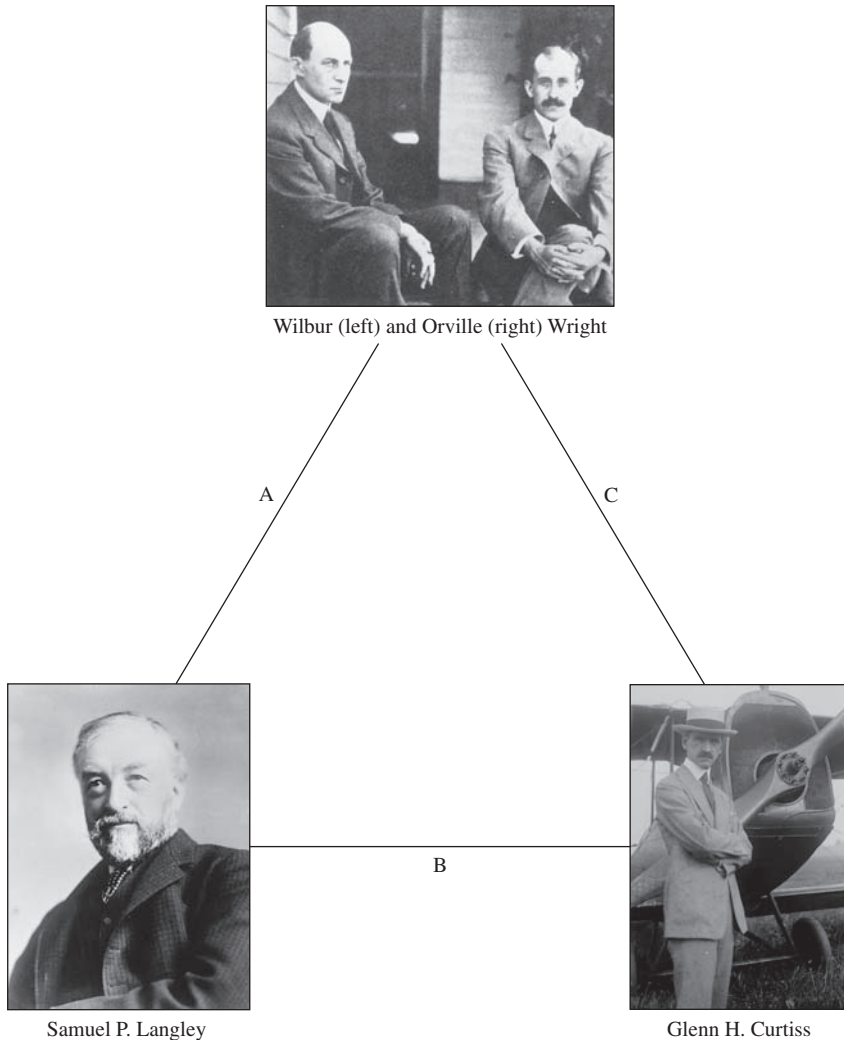 Wilbur (left) and Orville (right) Wright
A
C
B
Samuel P. Langley
Glenn H. Curtiss